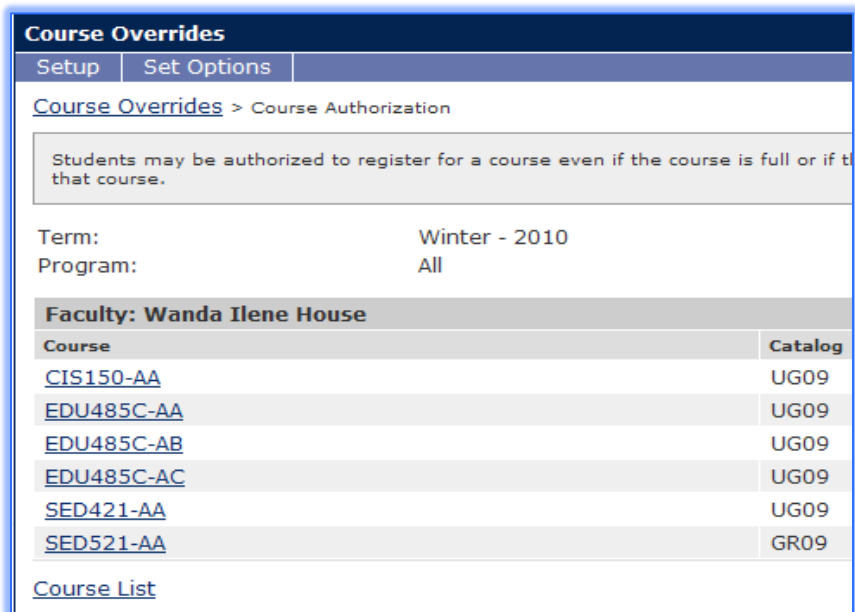 Course Overrides
Setup Set Options
Course Overrides > Course Authorization
Students may be authorized to register for a course even if the course is full or if
that course.
Term: Winter - 2010
Program: All
Faculty: Wanda Ilene House
Course Catalog
CIS150-AA UG09
EDU485C-AA UG09
EDU485C-AB UG09
EDU485C-AC UG09
SED421-AA UG09
SED521-AA GR09
Course List